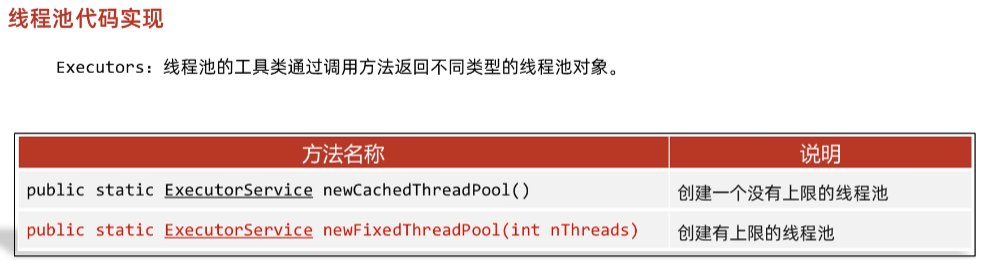 线程池代码实现
Executors：线程池的工具类通过调用方法返回不同类型的线程池对象。
方法名称 说明
public static ExecutorService newCachedThreadPool() 创建一个没有上限的线程池
public static ExecutorService newFixedThreadPool(int nThreads) 创建有上限的线程池